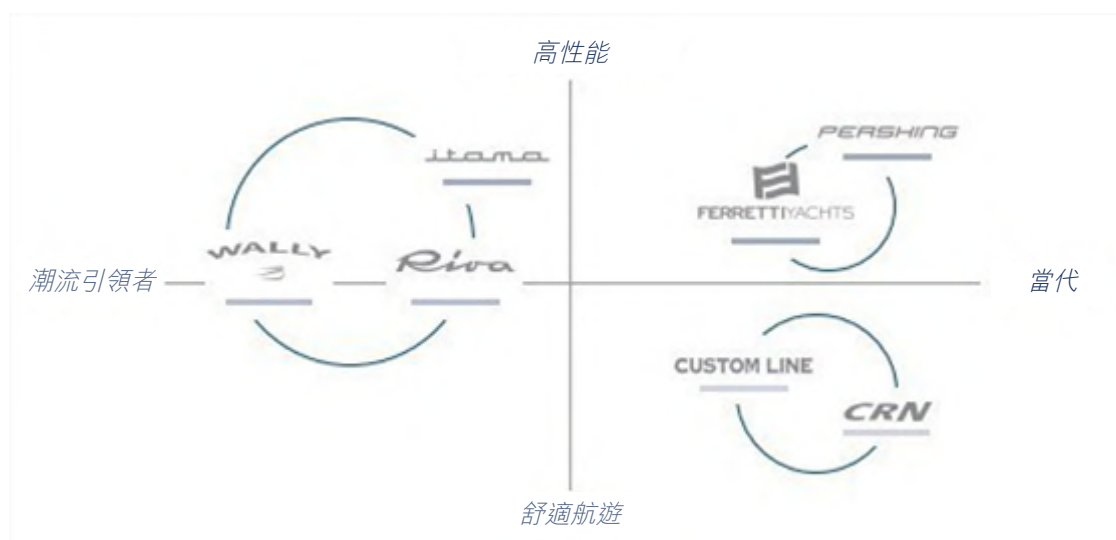 高性能
PERSHING
itama
FERRETTIYACHTS
WALLY
Riva
潮流引領者
當代
CUSTOM LINE
CRN
舒適航遊